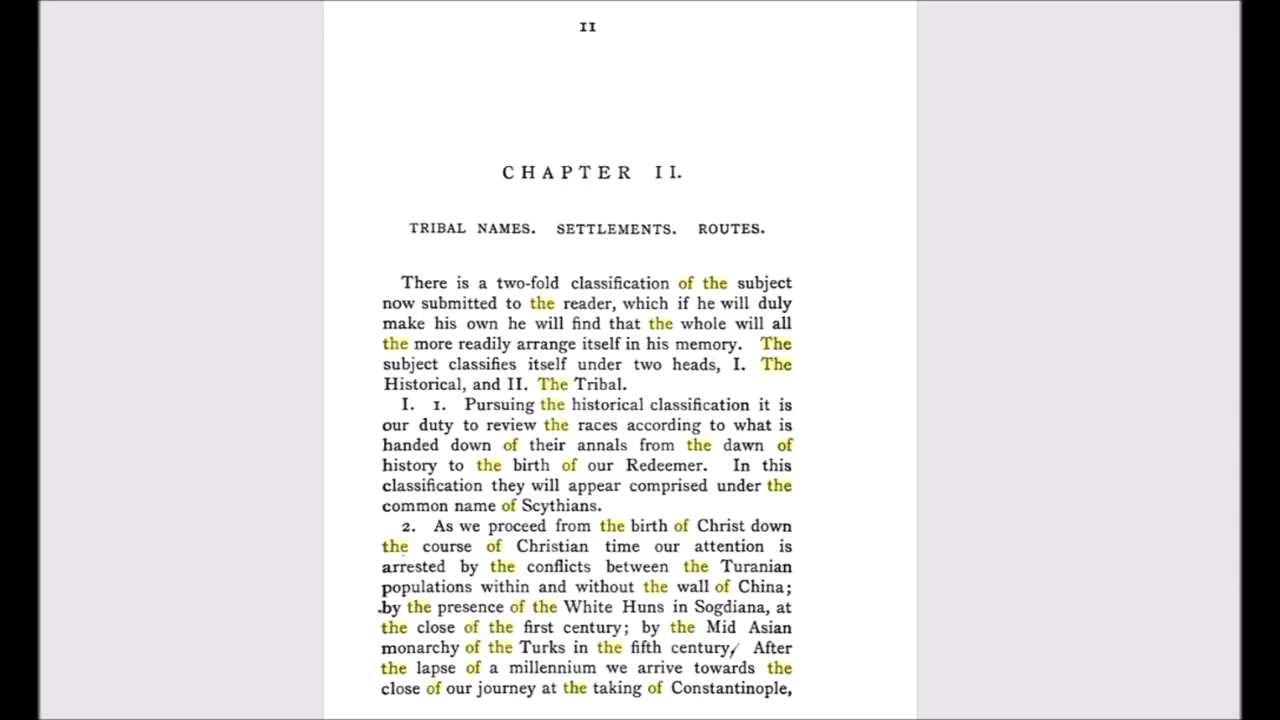 II
CHAPTER II.
TRIBAL NAMES. SETTLEMENTS. ROUTES.
There is a two-fold classification of the subject
now submitted to the reader, which if he will duly
make his own he will find that the whole will all
the more readily arrange itself in his memory. The
subject classifies itself under two heads, I. The
Historical, and II. The Tribal.
I. 1. Pursuing the historical classification it is
our duty to review the races according to what is
handed down of their annals from the dawn of
history to the birth of our Redeemer. In this
classification they will appear comprised under the
common name of Scythians.
2. As we proceed from the birth of Christ down
the course of Christian time our attention is
arrested by the conflicts between the Turanian
populations within and without the wall of China;
by the presence of the White Huns in Sogdiana, at
the close of the first century; by the Mid Asian
monarchy of the Turks in the fifth century/ After
the lapse of a millennium we arrive towards the
close of our journey at the taking of Constantinople,